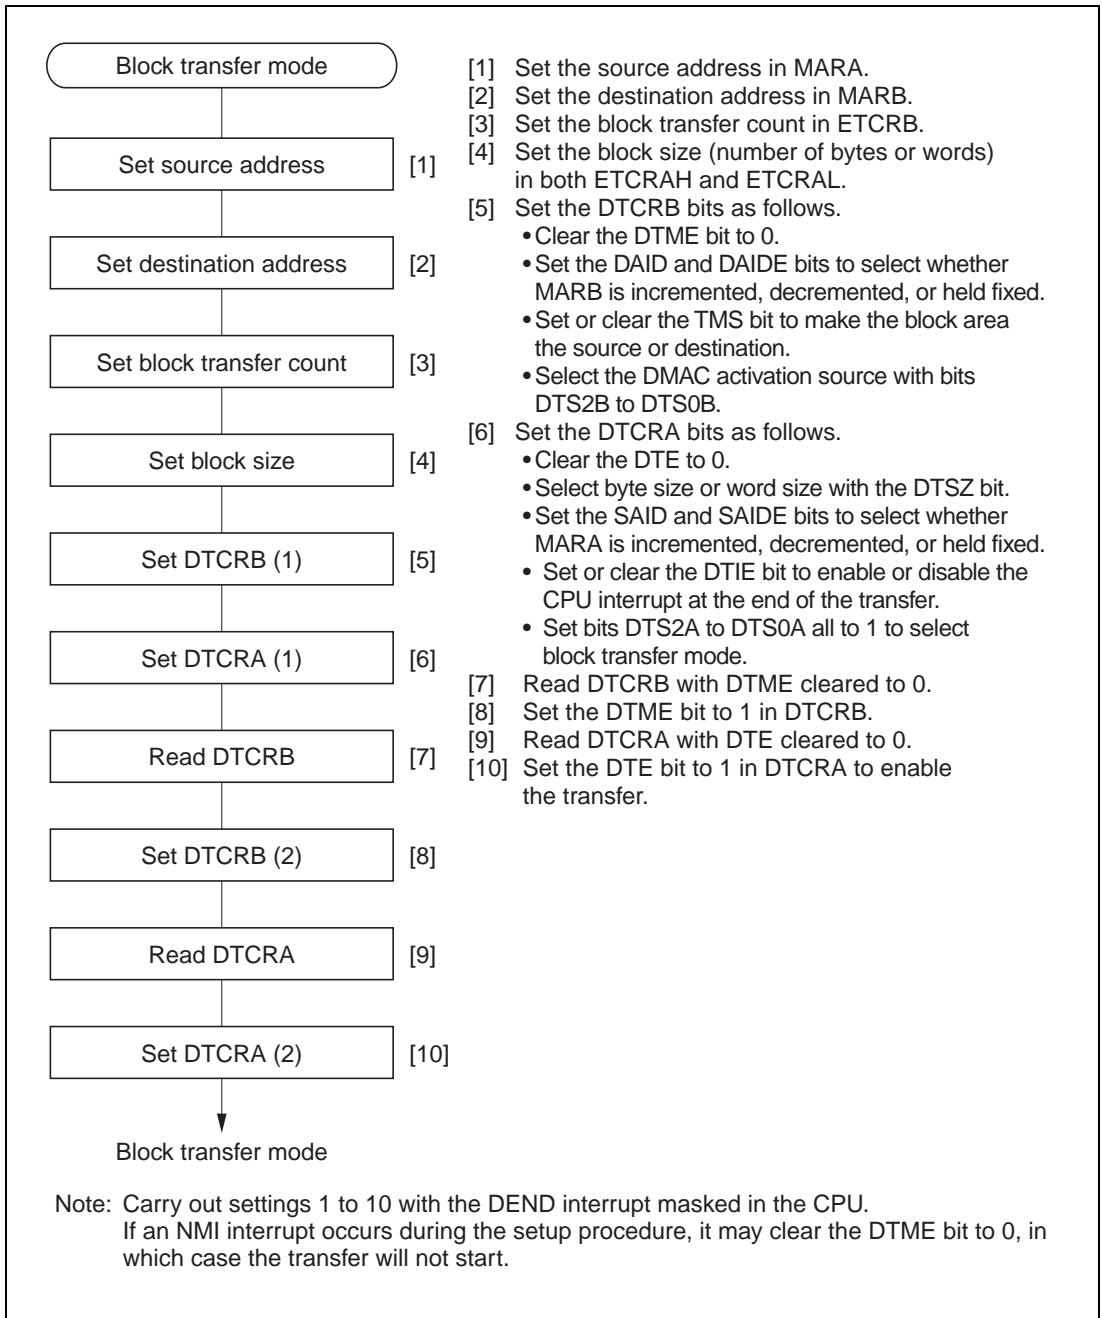 Block transfer mode
Set source address [1]
Set destination address [2]
Set block transfer count [3]
Set block size [4]
Set DTCRB (1) [5]
Set DTCRA (1) [6]
Read DTCRB [7]
Set DTCRB (2) [8]
Read DTCRA [9]
Set DTCRA (2) [10]
Block transfer mode
[1] Set the source address in MARA.
[2] Set the destination address in MARB.
[3] Set the block transfer count in ETCRB.
[4] Set the block size (number of bytes or words)
in both ETCRAH and ETCRAL.
[5] Set the DTCRB bits as follows.
• Clear the DTME bit to 0.
• Set the DAID and DAIDE bits to select whether
MARB is incremented, decremented, or held fixed.
• Set or clear the TMS bit to make the block area
the source or destination.
• Select the DMAC activation source with bits
DTS2B to DTS0B.
[6] Set the DTCRA bits as follows.
• Clear the DTE to 0.
• Select byte size or word size with the DTSZ bit.
• Set the SAID and SAIDE bits to select whether
MARA is incremented, decremented, or held fixed.
• Set or clear the DTIE bit to enable or disable the
CPU interrupt at the end of the transfer.
• Set bits DTS2A to DTS0A all to 1 to select
block transfer mode.
[7] Read DTCRB with DTME cleared to 0.
[8] Set the DTME bit to 1 in DTCRB.
[9] Read DTCRA with DTE cleared to 0.
[10] Set the DTE bit to 1 in DTCRA to enable
the transfer.
Note: Carry out settings 1 to 10 with the DEND interrupt masked in the CPU.
If an NMI interrupt occurs during the setup procedure, it may clear the DTME bit to 0, in
which case the transfer will not start.